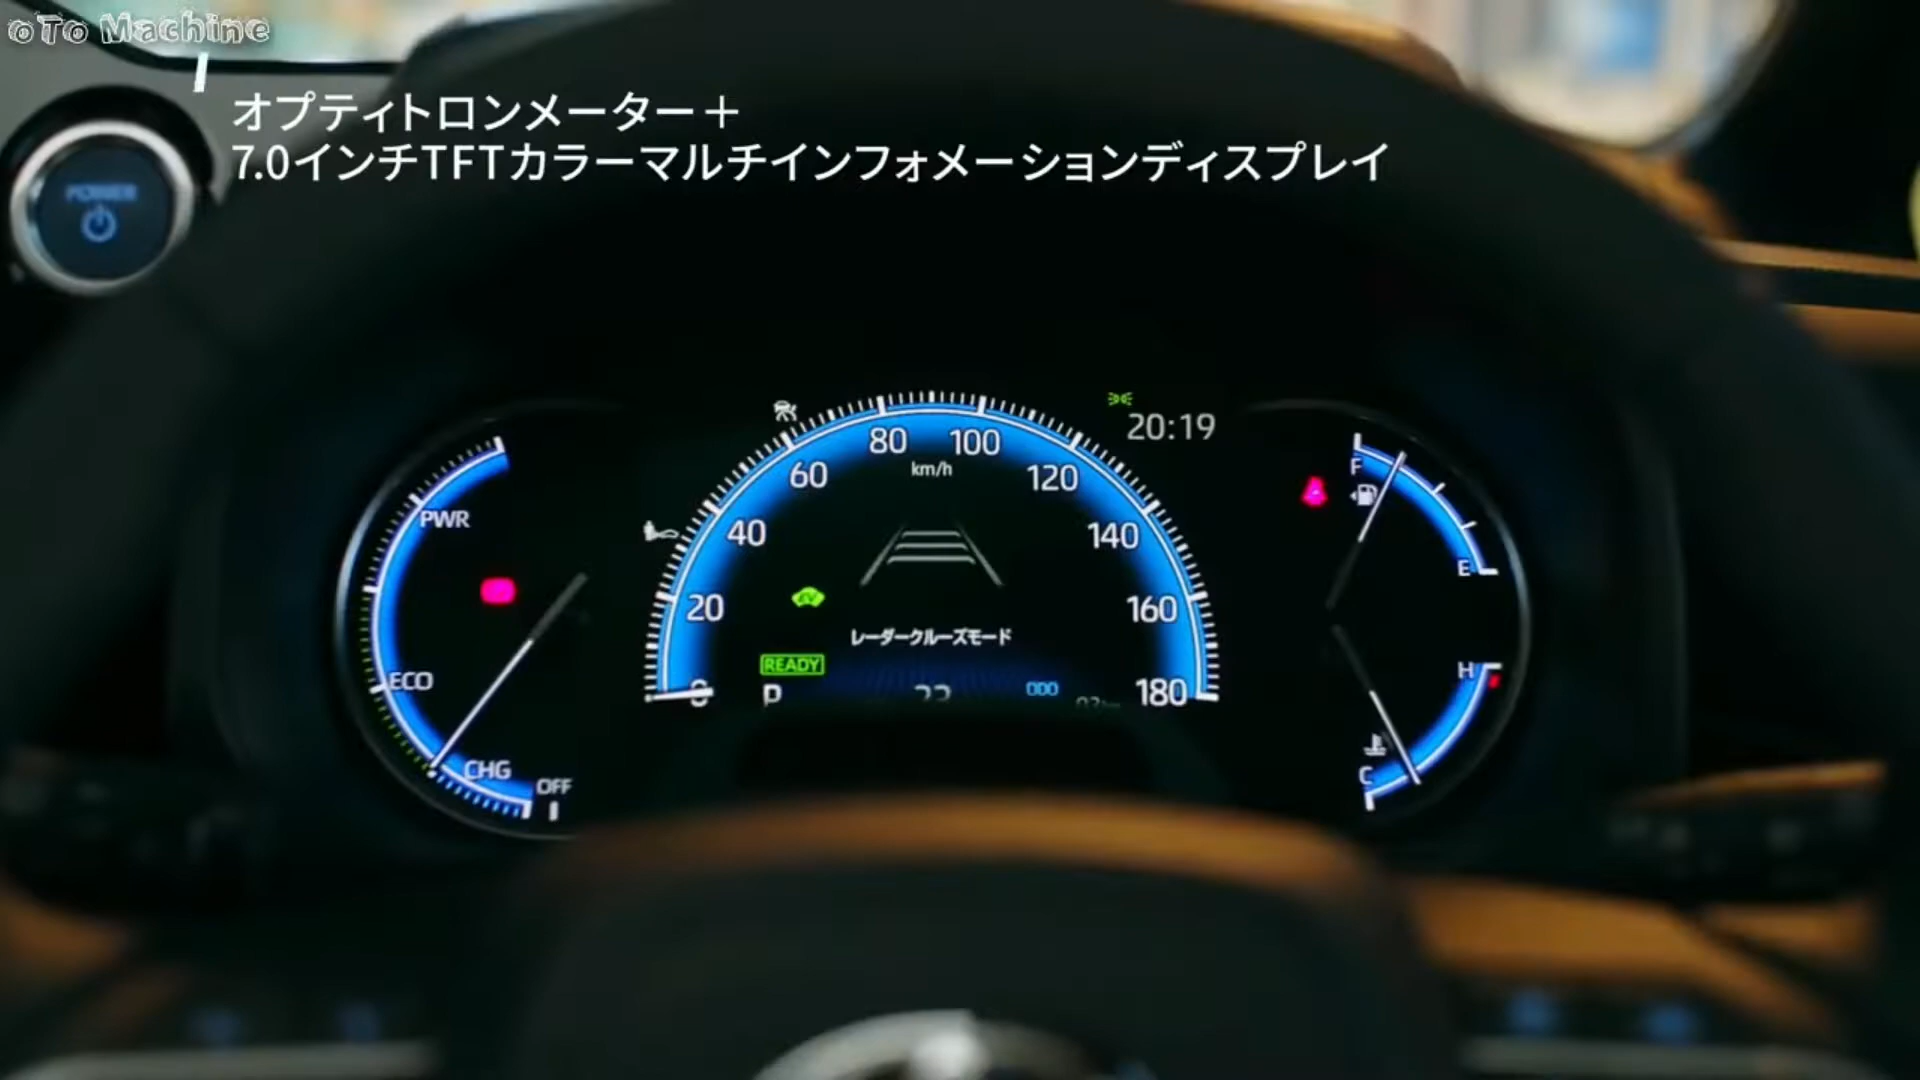 oTo Machine
オプティトロンメーター＋
7.0インチTFTカラーマルチインフォメーションディスプレイ
POWER
20:19
80 100
60 km/h 120
40 140
20 160
180
PWR
ECO
CHG
OFF
EV
レーダークルーズモード
READY
P
ODO
F
E
H
C